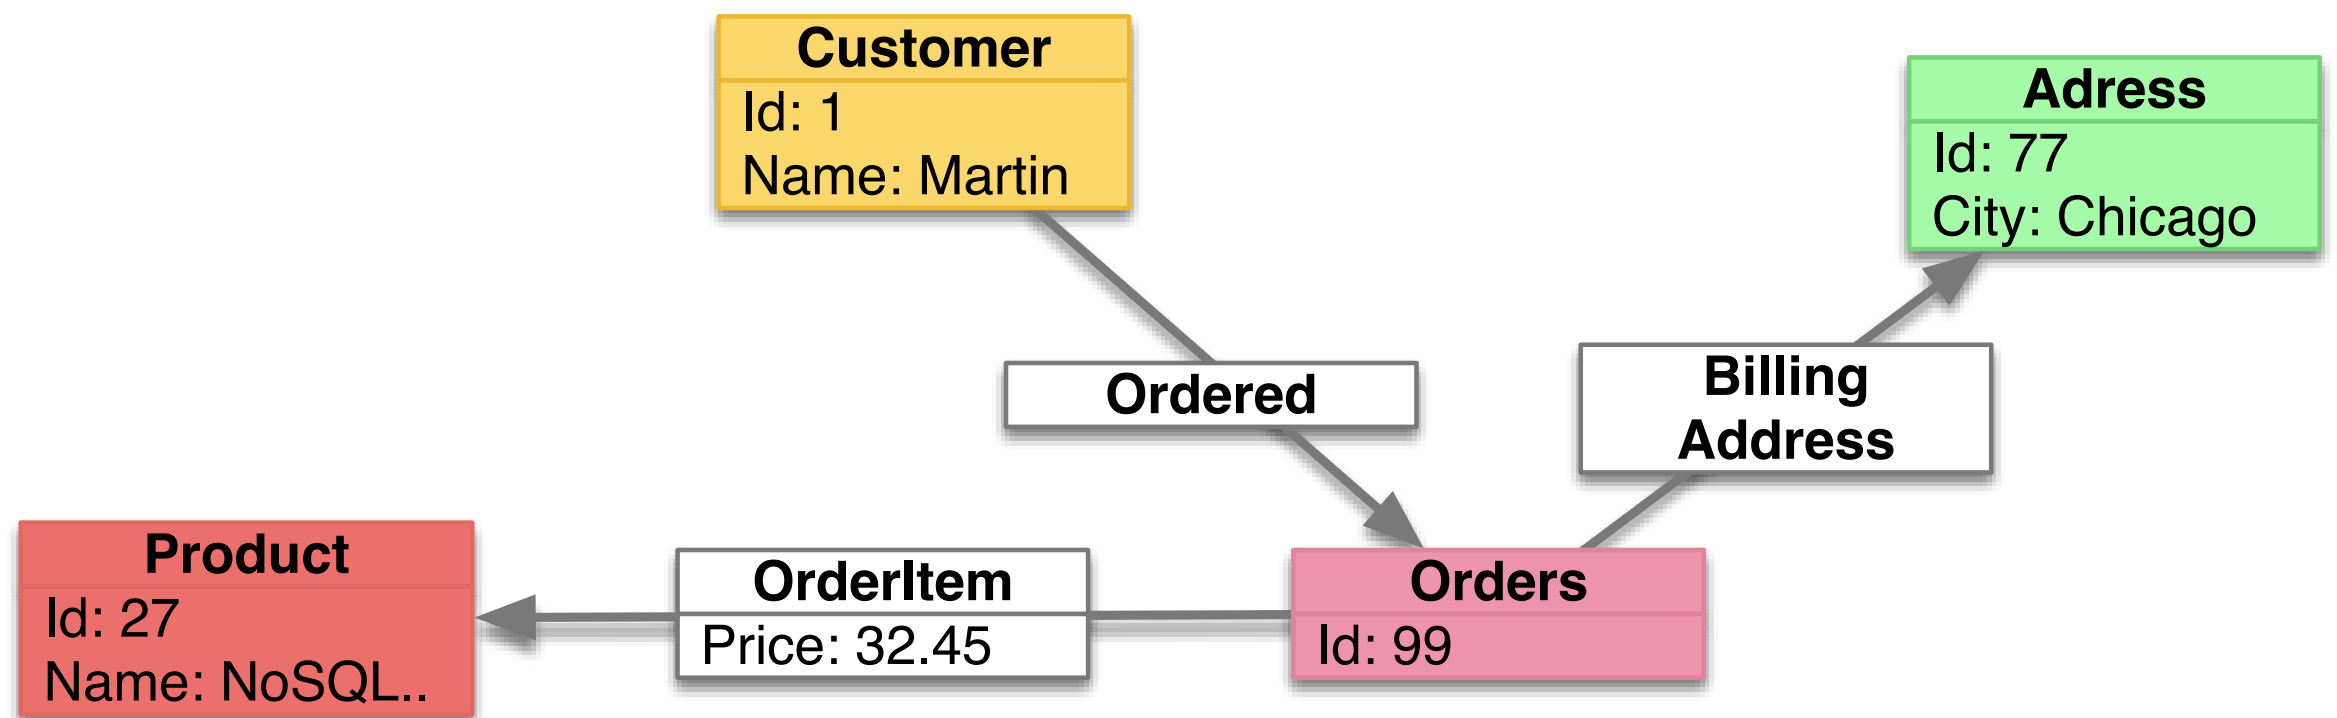 Customer
Id: 1
Name: Martin
Adress
Id: 77
City: Chicago
Ordered
Billing
Address
Product
Id: 27
Name: NoSQL..
OrderItem
Price: 32.45
Orders
Id: 99